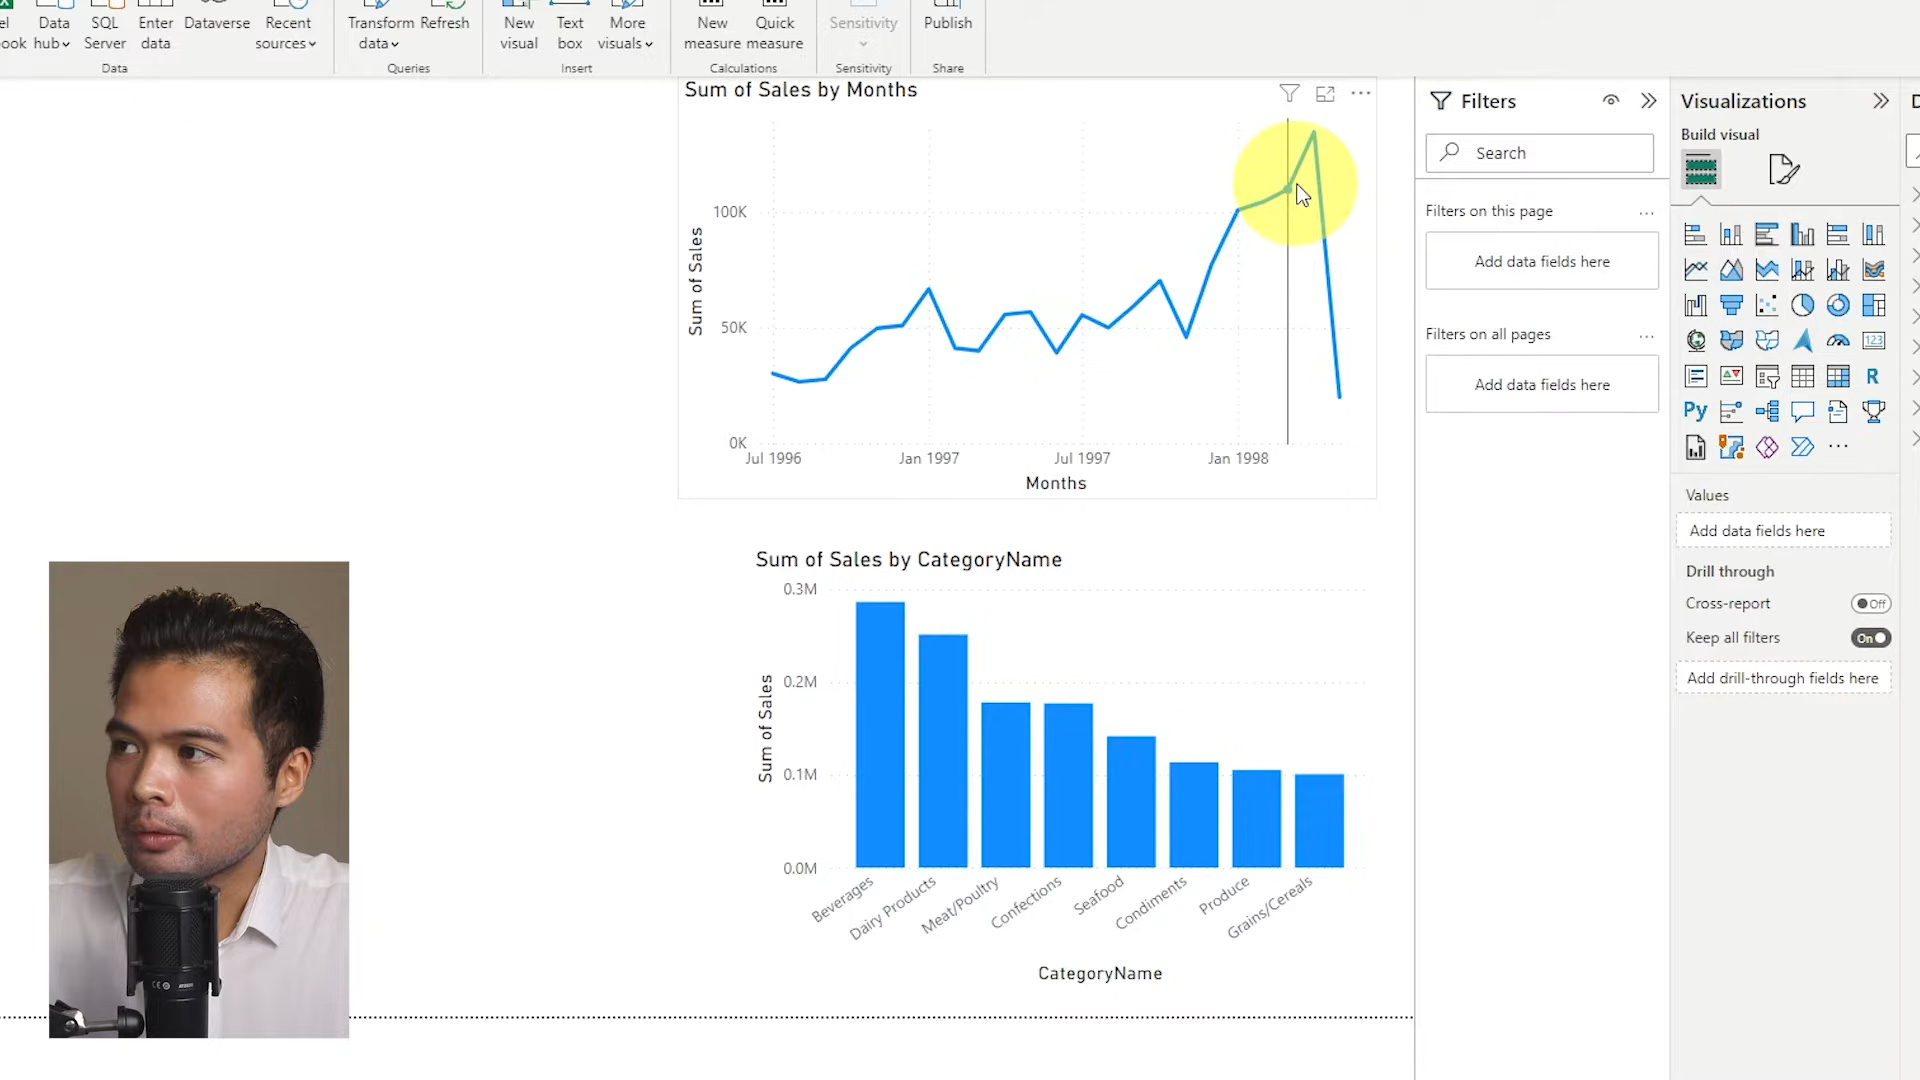 el Data SQL Enter Dataverse Recent Transform Refresh New Text More New Quick Sensitivity Publish
ook hub Server data sources data visual box visuals measure measure
Data Queries Insert Calculations Sensitivity Share
Sum of Sales by Months
Sum of Sales
100K
50K
0K
Jul 1996 Jan 1997 Jul 1997 Jan 1998
Months
Sum of Sales by CategoryName
Sum of Sales
0.3M
0.2M
0.1M
0.0M
Beverages Dairy Products Meat/Poultry Confections Seafood Condiments Produce Grains/Cereals
CategoryName
Filters
Search
Filters on this page ...
Add data fields here
Filters on all pages ...
Add data fields here
Visualizations
Build visual
123
R
Py
...
Values
Add data fields here
Drill through
Cross-report Off
Keep all filters On
Add drill-through fields here